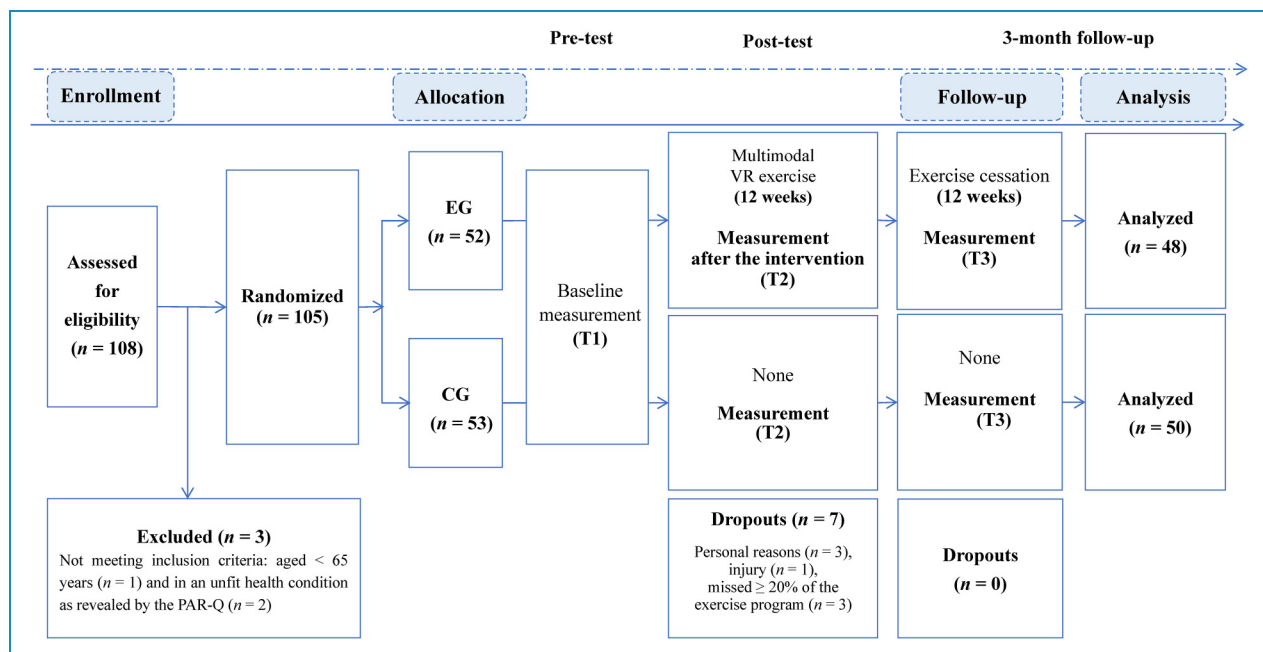 Pre-test
Post-test
3-month follow-up
Enrollment
Allocation
Follow-up
Analysis
Assessed
for
eligibility
(n = 108)
Randomized
(n = 105)
EG
(n = 52)
CG
(n = 53)
Baseline
measurement
(T1)
Multimodal
VR exercise
(12 weeks)
Measurement
after the intervention
(T2)
Exercise cessation
(12 weeks)
Measurement
(T3)
Analyzed
(n = 48)
None
Measurement
(T2)
None
Measurement
(T3)
Analyzed
(n = 50)
Excluded (n = 3)
Not meeting inclusion criteria: aged < 65
years (n = 1) and in an unfit health condition
as revealed by the PAR-Q (n = 2)
Dropouts (n = 7)
Personal reasons (n = 3),
injury (n = 1),
missed ≥ 20% of the
exercise program (n = 3)
Dropouts
(n = 0)